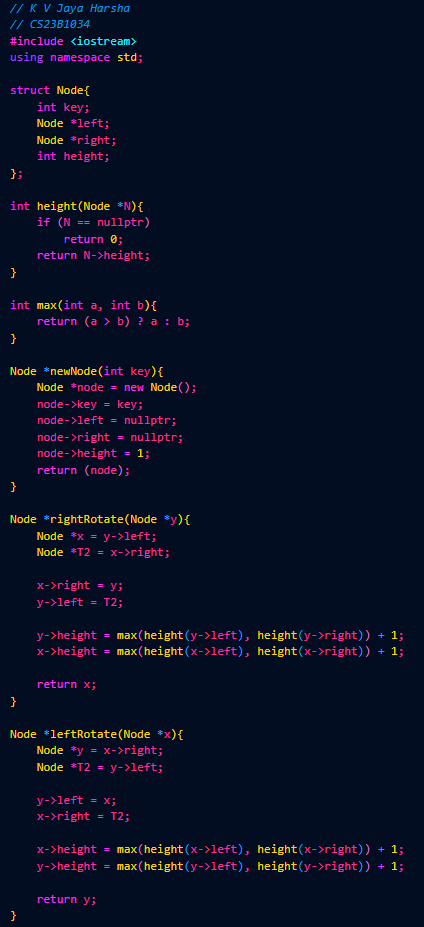 // K V Jaya Harsha
// CS23B1034
#include <iostream>
using namespace std;

struct Node{
    int key;
    Node *left;
    Node *right;
    int height;
};

int height(Node *N){
    if (N == nullptr)
        return 0;
    return N->height;
}

int max(int a, int b){
    return (a > b) ? a : b;
}

Node *newNode(int key){
    Node *node = new Node();
    node->key = key;
    node->left = nullptr;
    node->right = nullptr;
    node->height = 1;
    return (node);
}

Node *rightRotate(Node *y){
    Node *x = y->left;
    Node *T2 = x->right;

    x->right = y;
    y->left = T2;

    y->height = max(height(y->left), height(y->right)) + 1;
    x->height = max(height(x->left), height(x->right)) + 1;

    return x;
}

Node *leftRotate(Node *x){
    Node *y = x->right;
    Node *T2 = y->left;

    y->left = x;
    x->right = T2;

    x->height = max(height(x->left), height(x->right)) + 1;
    y->height = max(height(y->left), height(y->right)) + 1;

    return y;
}